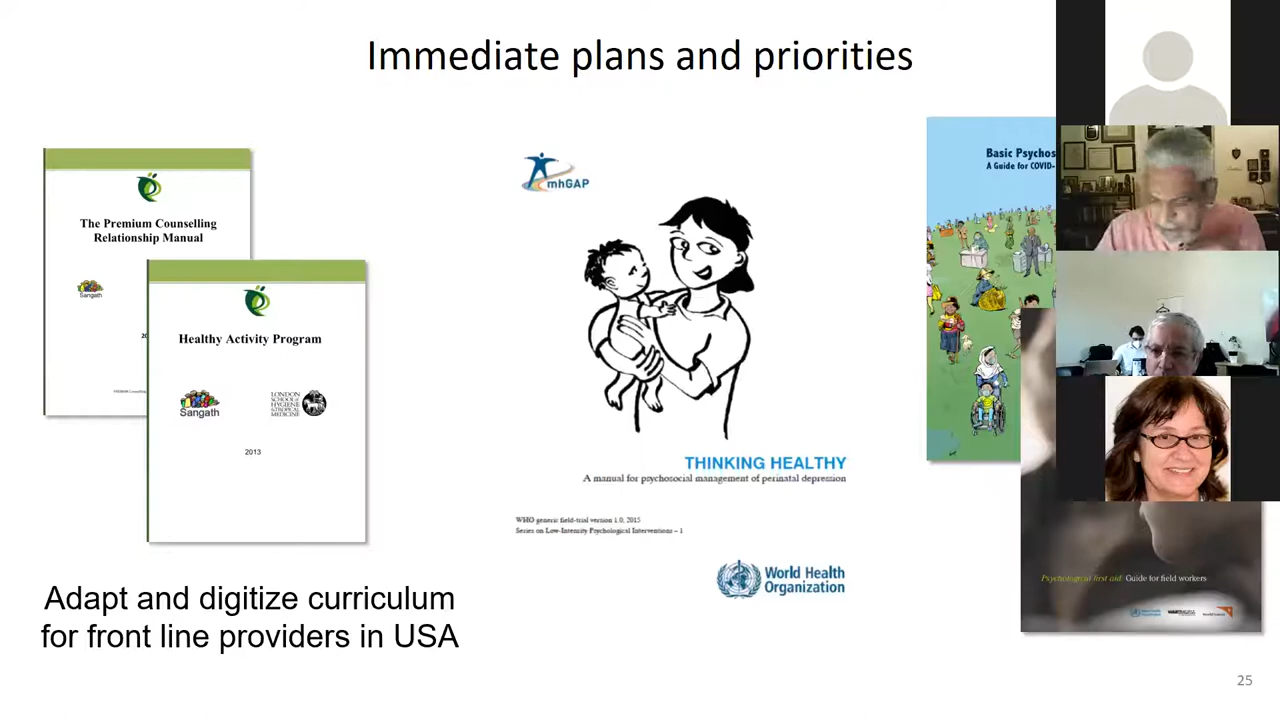 Immediate plans and priorities
The Premium Counselling
Relationship Manual
Sangath
Healthy Activity Program
Sangath
LONDON
SCHOOL of
HYGIENE
& TROPICAL
MEDICINE
2013
Adapt and digitize curriculum
for front line providers in USA
mhGAP
THINKING HEALTHY
A manual for psychosocial management of perinatal depression
WHO generic field-trial version 1.0, 2015
Series on Low-Intensity Psychological Interventions – 1
World Health
Organization
Basic Psychos
A Guide for COVID-
Psychological first aid: Guide for field workers
25